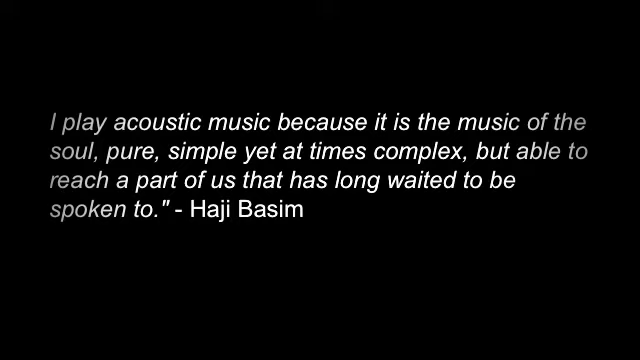 I play acoustic music because it is the music of the
soul, pure, simple yet at times complex, but able to
reach a part of us that has long waited to be
spoken to." - Haji Basim